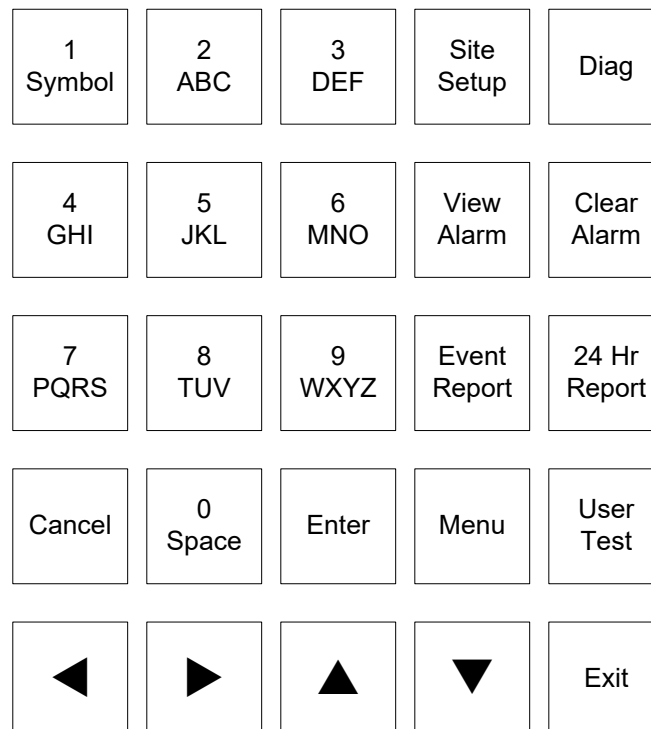 1
Symbol
2
ABC
3
DEF
Site
Setup
Diag
4
GHI
5
JKL
6
MNO
View
Alarm
Clear
Alarm
7
PQRS
8
TUV
9
WXYZ
Event
Report
24 Hr
Report
Cancel
0
Space
Enter
Menu
User
Test
Exit